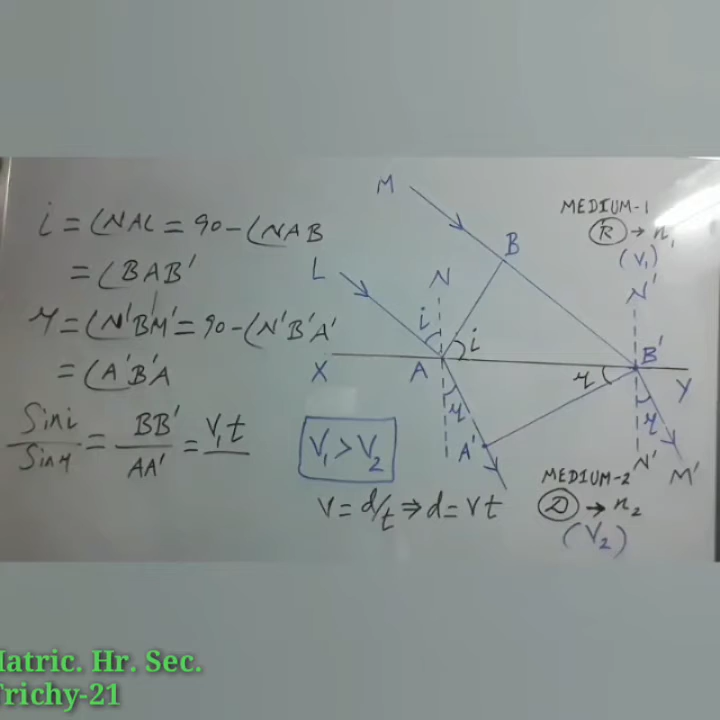 i = ∠NAL = 90 - ∠NAB
= ∠BAB'
r = ∠N'B'M' = 90 - ∠N'B'A'
= ∠A'B'A
Sin i / Sin r = BB' / AA' = V₁t
V₁ > V₂
V = d/t ⇒ d = Vt
M
L
B
N
i
i
X
A
r
A'
MEDIUM-1
(R) → n₁
(V₁)
N'
B'
r
Y
r
N'
M'
MEDIUM-2
(D) → n₂
(V₂)
Matric. Hr. Sec.
Trichy-21